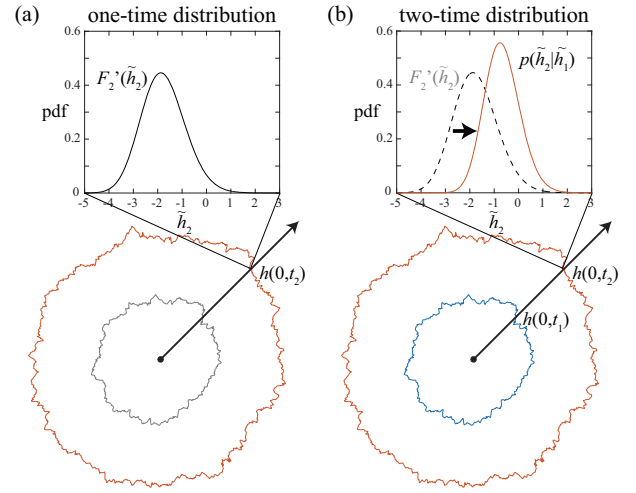 (a) one-time distribution
0.6
0.4
0.2
0
pdf
F₂'(h̃₂)
-5 -4 -3 -2 -1 0 1 2 3
h̃₂
h(0,t₂)
(b) two-time distribution
0.6
0.4
0.2
0
pdf
F₂'(h̃₂)
p(h̃₂|h̃₁)
-5 -4 -3 -2 -1 0 1 2 3
h̃₂
h(0,t₂)
h(0,t₁)